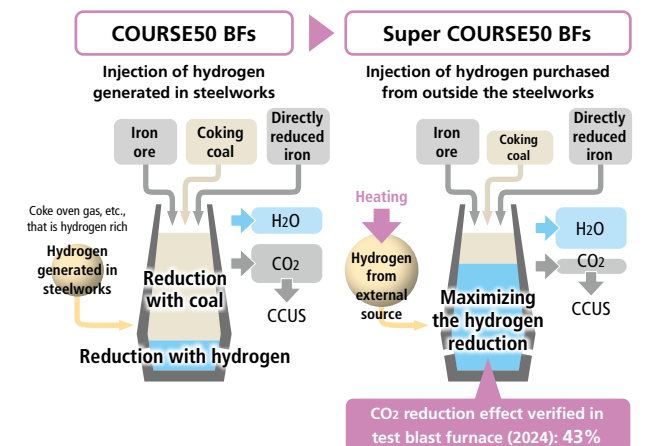 COURSE50 BFs
Super COURSE50 BFs
Injection of hydrogen
generated in steelworks
Injection of hydrogen purchased
from outside the steelworks
Iron
ore
Coking
coal
Directly
reduced
iron
Coke oven gas, etc.,
that is hydrogen rich
Hydrogen
generated in
steelworks
Reduction
with coal
Reduction with hydrogen
H2O
CO2
CCUS
Iron
ore
Coking
coal
Directly
reduced
iron
Heating
Hydrogen
from
external
source
Maximizing
the hydrogen
reduction
H2O
CO2
CCUS
CO2 reduction effect verified in
test blast furnace (2024): 43%